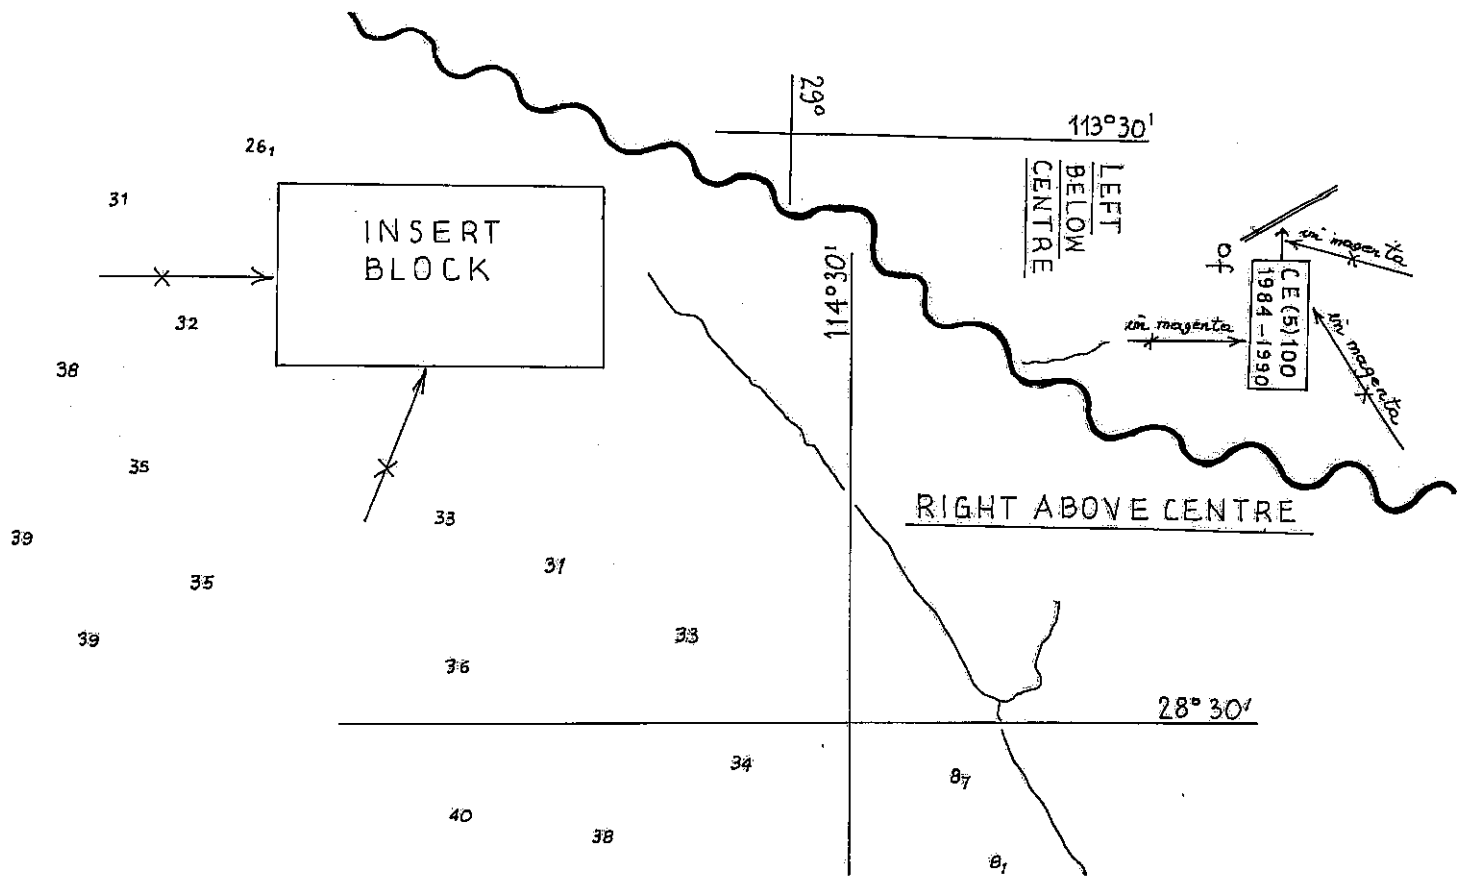 29°
113°30'
26₁
31
INSERT
BLOCK
LEFT
BELOW
CENTRE
in magenta
of
CE(5)100
1984-1990
114°30'
in magenta
in magenta
32
38
35
33
RIGHT ABOVE CENTRE
39
31
35
39
33
36
28°30'
34
8₇
40
38
8₁